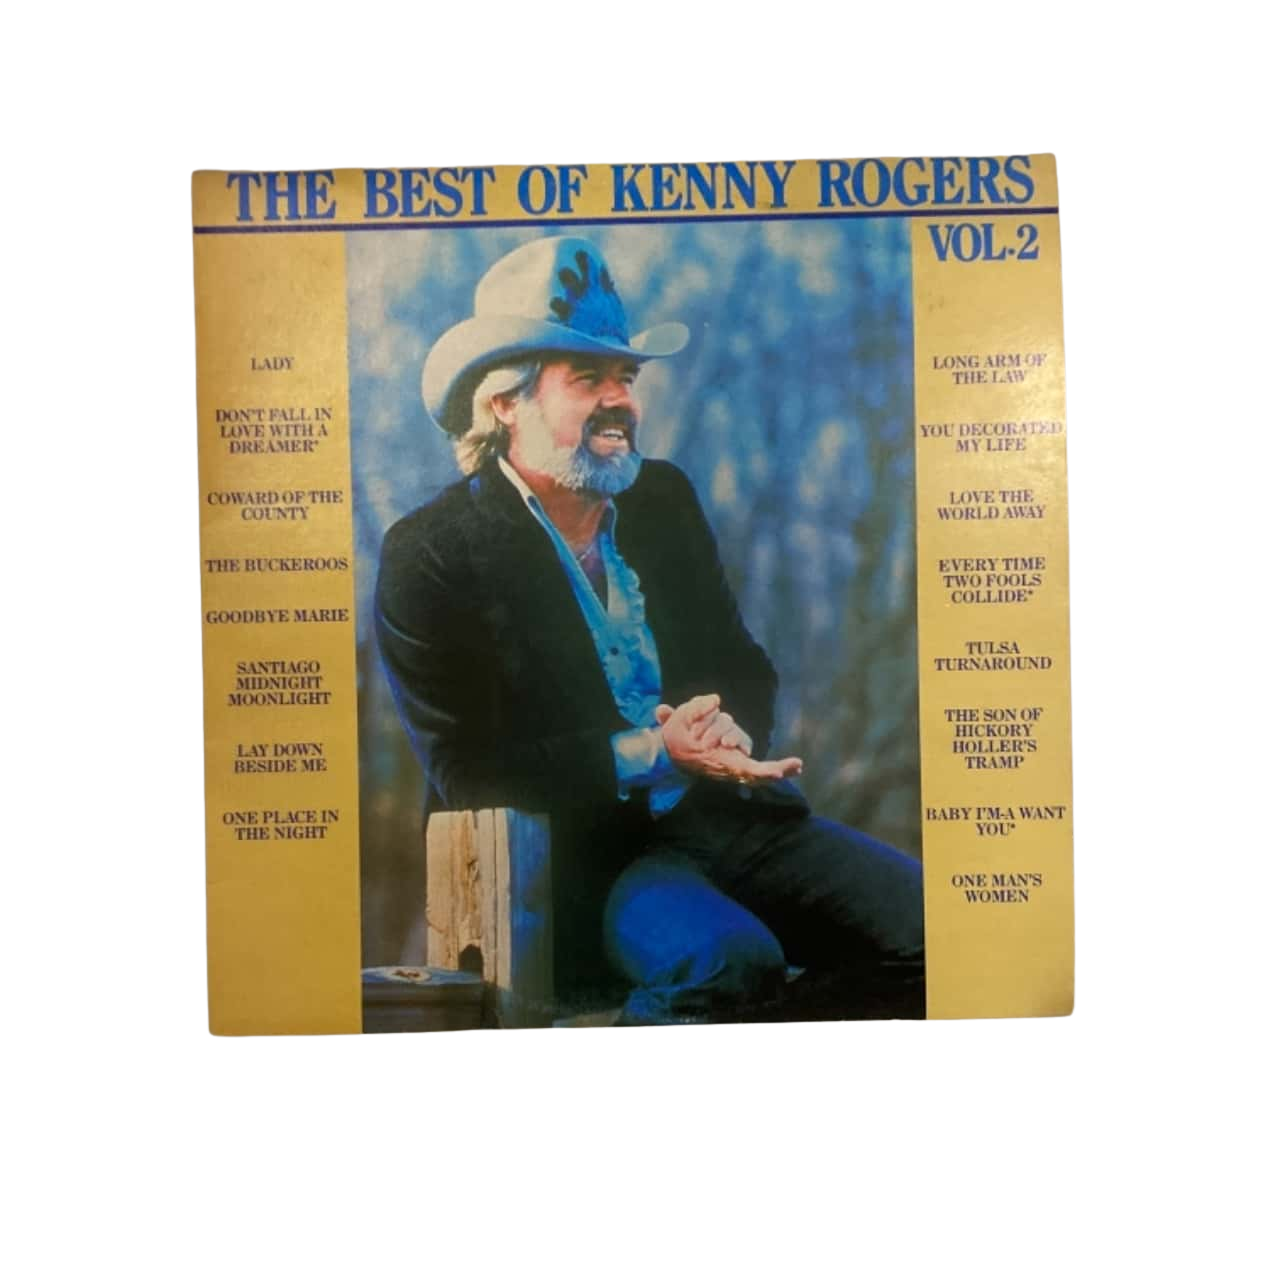 THE BEST OF KENNY ROGERS
VOL.2
LADY
DON'T FALL IN
LOVE WITH A
DREAMER*
COWARD OF THE
COUNTY
THE BUCKEROOS
GOODBYE MARIE
SANTIAGO
MIDNIGHT
MOONLIGHT
LAY DOWN
BESIDE ME
ONE PLACE IN
THE NIGHT
LONG ARM OF
THE LAW
YOU DECORATED
MY LIFE
LOVE THE
WORLD AWAY
EVERY TIME
TWO FOOLS
COLLIDE*
TULSA
TURNAROUND
THE SON OF
HICKORY
HOLLER'S
TRAMP
BABY I'M-A WANT
YOU*
ONE MAN'S
WOMEN